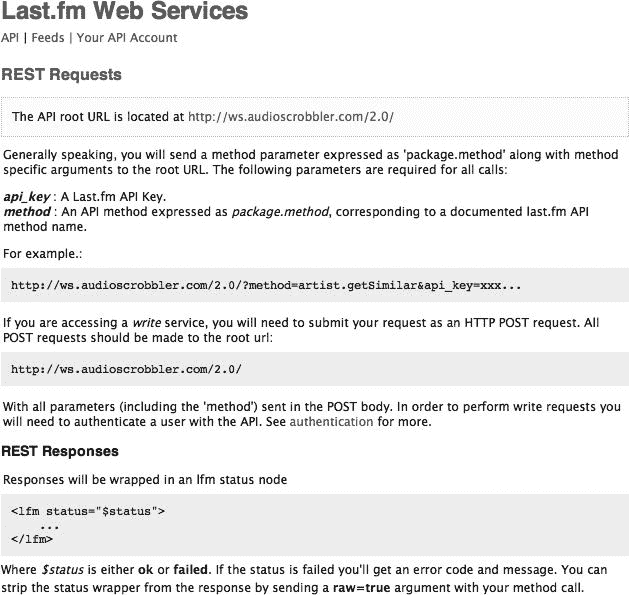 Last.fm Web Services
API | Feeds | Your API Account
REST Requests
The API root URL is located at http://ws.audioscrobbler.com/2.0/
Generally speaking, you will send a method parameter expressed as 'package.method' along with method
specific arguments to the root URL. The following parameters are required for all calls:
api_key : A Last.fm API Key.
method : An API method expressed as package.method, corresponding to a documented last.fm API
method name.
For example.:
http://ws.audioscrobbler.com/2.0/?method=artist.getSimilar&api_key=xxx...
If you are accessing a write service, you will need to submit your request as an HTTP POST request. All
POST requests should be made to the root url:
http://ws.audioscrobbler.com/2.0/
With all parameters (including the 'method') sent in the POST body. In order to perform write requests you
will need to authenticate a user with the API. See authentication for more.
REST Responses
Responses will be wrapped in an lfm status node
<lfm status="$status">
...
</lfm>
Where $status is either ok or failed. If the status is failed you'll get an error code and message. You can
strip the status wrapper from the response by sending a raw=true argument with your method call.